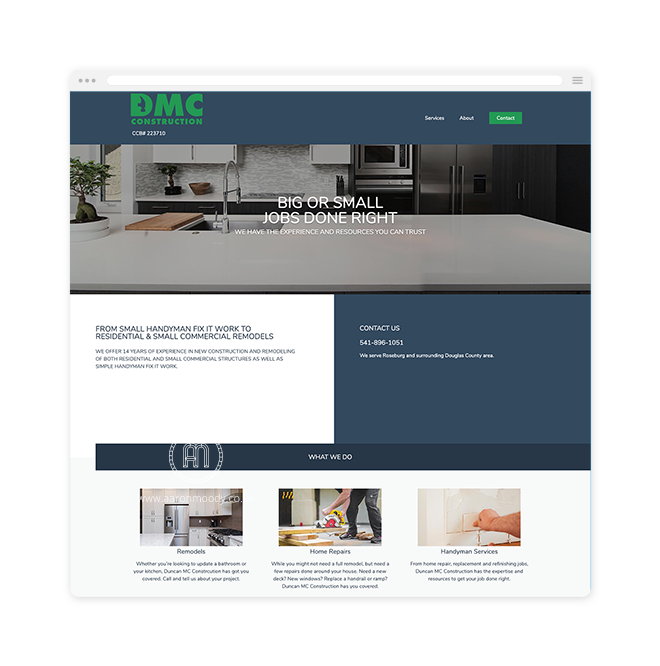 DMC
CONSTRUCTION
CCB# 223710
Services
About
Contact
BIG OR SMALL
JOBS DONE RIGHT
WE HAVE THE EXPERIENCE AND RESOURCES YOU CAN TRUST
FROM SMALL HANDYMAN FIX IT WORK TO
RESIDENTIAL & SMALL COMMERCIAL REMODELS
WE OFFER 14 YEARS OF EXPERIENCE IN NEW CONSTRUCTION AND REMODELING
OF BOTH RESIDENTIAL AND SMALL COMMERCIAL STRUCTURES AS WELL AS
SIMPLE HANDYMAN FIX IT WORK.
CONTACT US
541-896-1051
We serve Roseburg and surrounding Douglas County area.
WHAT WE DO
www.aaronmoody.co
Remodels
Whether you're looking to update a bathroom or
your kitchen, Duncan MC Construction has got you
covered. Call and tell us about your project.
Home Repairs
While you might not need a full remodel, but need a
few repairs done around your house. Need a new
deck? New windows? Replace a handrail or ramp?
Duncan MC Construction has you covered.
Handyman Services
From home repair, replacement and refinishing jobs,
Duncan MC Construction has the expertise and
resources to get your job done right.